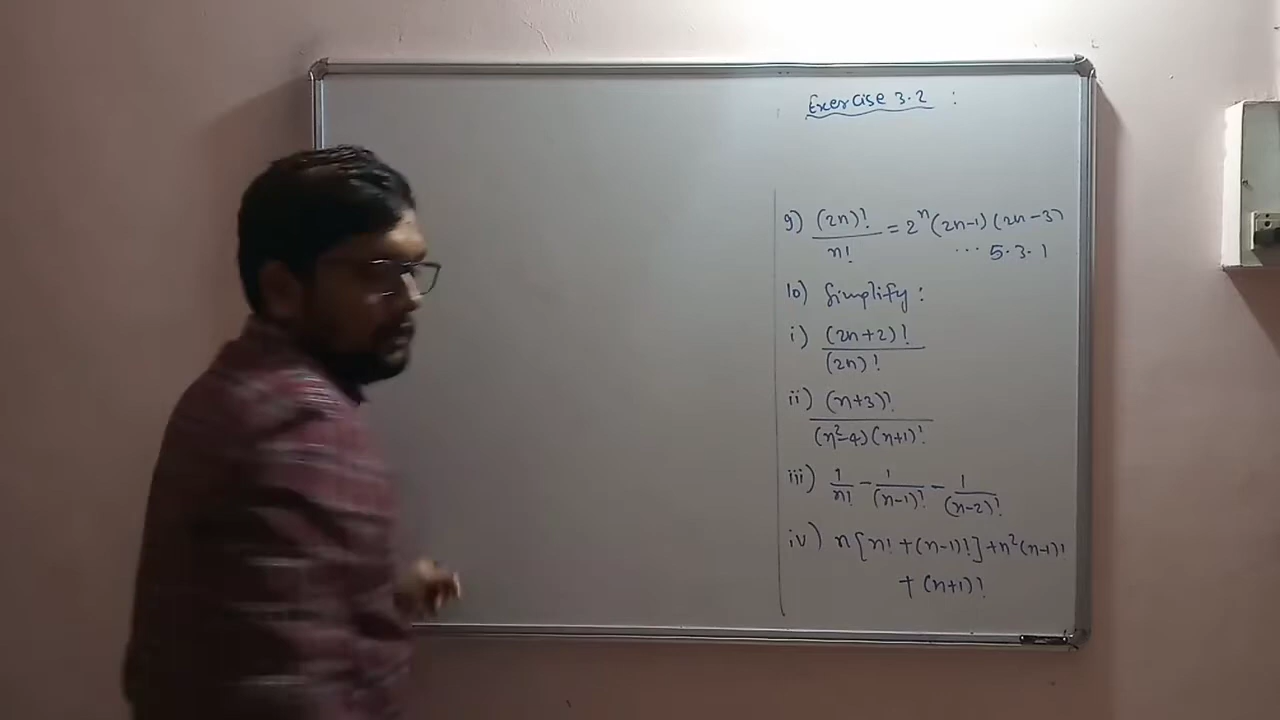 Exercise 3.2 :
9) (2n)! / n! = 2^n (2n-1) (2n-3)
... 5.3.1
10) Simplify :
i) (2n+2)! / (2n)!
ii) (n+3)! / (n²-4)(n+1)!
iii) 1/n! - 1/(n-1)! - 1/(n-2)!
iv) n[n! + (n-1)!] + n²(n-1)!
+ (n+1)!